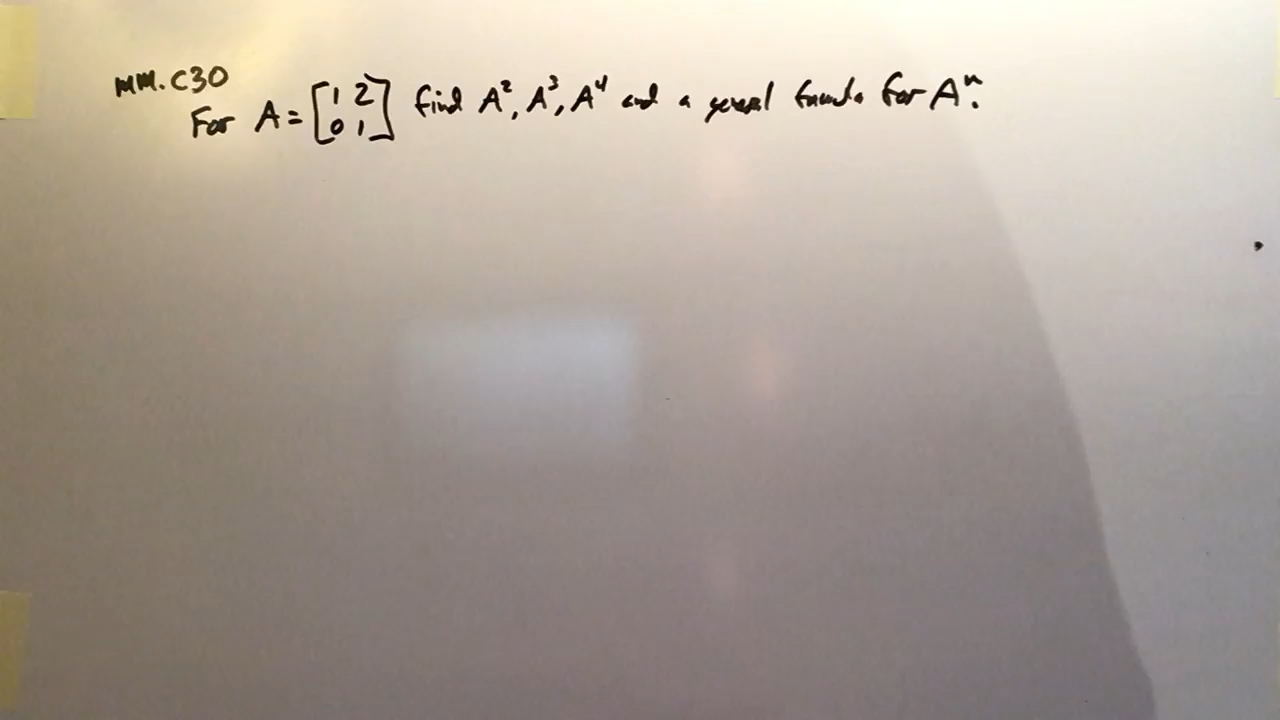 MM.C30
For A = [1 2 0 1] find A², A³, A⁴ and a general formula for Aⁿ.